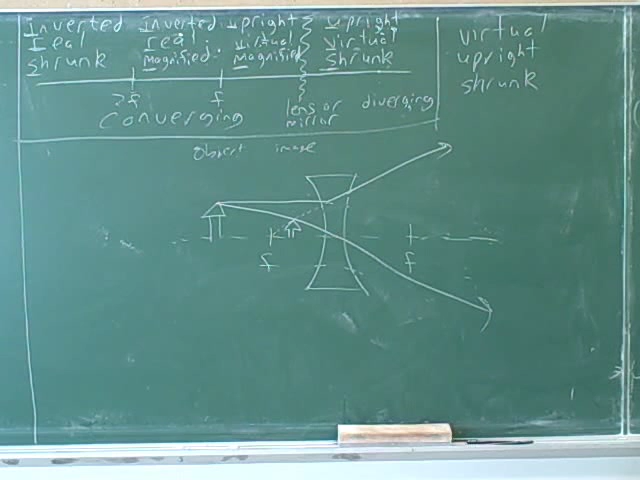 Inverted Inverted upright upright
real real virtual virtual
shrunk magnified. magnified shrunk
virtual
upright
shrunk
2f f
Converging lens or diverging
mirror
object image
f f